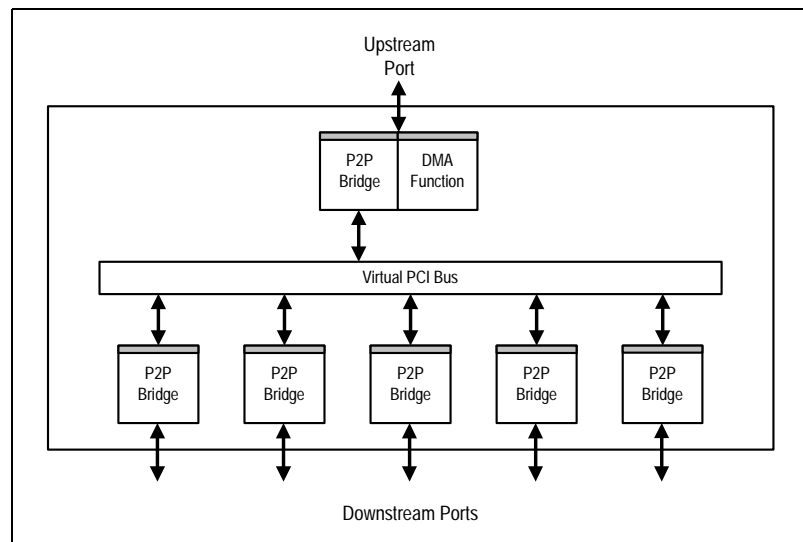 Upstream
Port
P2P
Bridge
DMA
Function
Virtual PCI Bus
P2P
Bridge
P2P
Bridge
P2P
Bridge
P2P
Bridge
P2P
Bridge
Downstream Ports